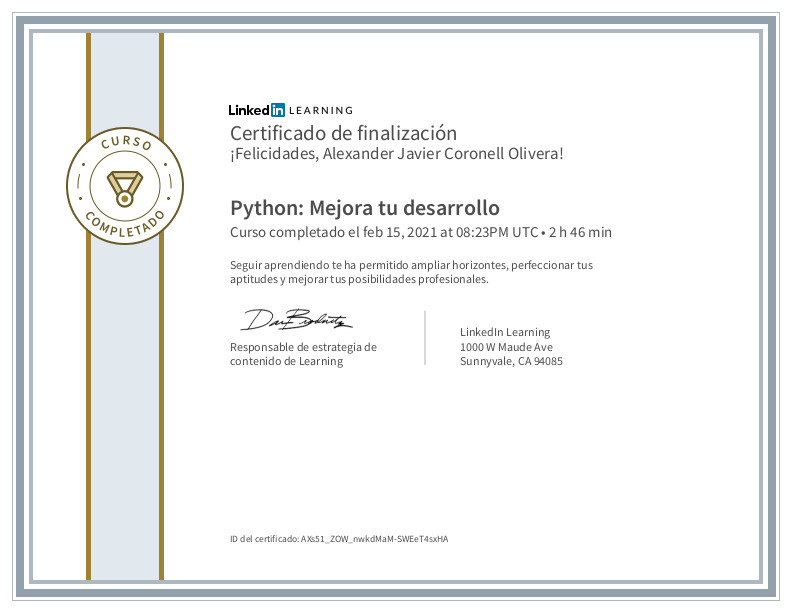 LinkedIn LEARNING
Certificado de finalización
¡Felicidades, Alexander Javier Coronell Olivera!
CURSO
COMPLETADO
Python: Mejora tu desarrollo
Curso completado el feb 15, 2021 at 08:23PM UTC • 2 h 46 min
Seguir aprendiendo te ha permitido ampliar horizontes, perfeccionar tus
aptitudes y mejorar tus posibilidades profesionales.
Responsable de estrategia de
contenido de Learning
LinkedIn Learning
1000 W Maude Ave
Sunnyvale, CA 94085
ID del certificado: AXs51_ZOW_nwkdMaM-SWEeT4sxHA